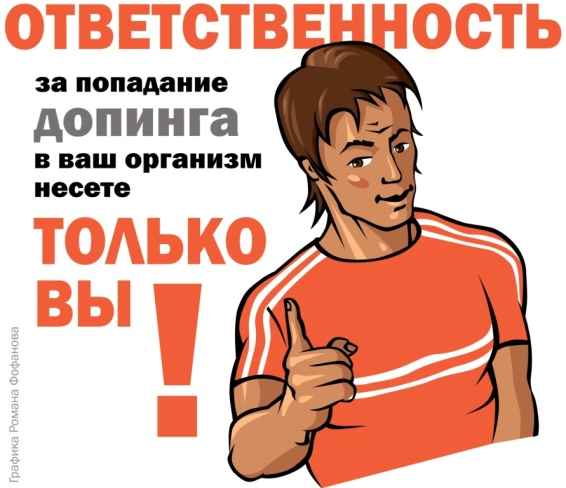 ОТВЕТСТВЕННОСТЬ
за попадание
допинга
в ваш организм
несете
ТОЛЬКО
ВЫ!
Графика Романа Фофанова